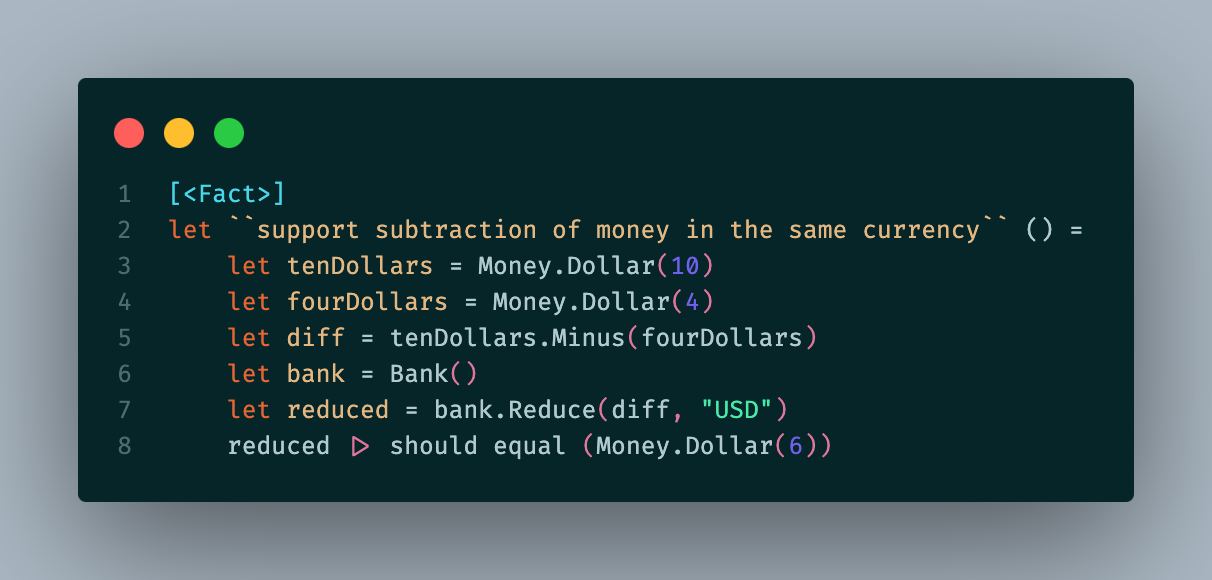 1 [<Fact>]
2 let ``support subtraction of money in the same currency`` () =
3     let tenDollars = Money.Dollar(10)
4     let fourDollars = Money.Dollar(4)
5     let diff = tenDollars.Minus(fourDollars)
6     let bank = Bank()
7     let reduced = bank.Reduce(diff, "USD")
8     reduced |> should equal (Money.Dollar(6))